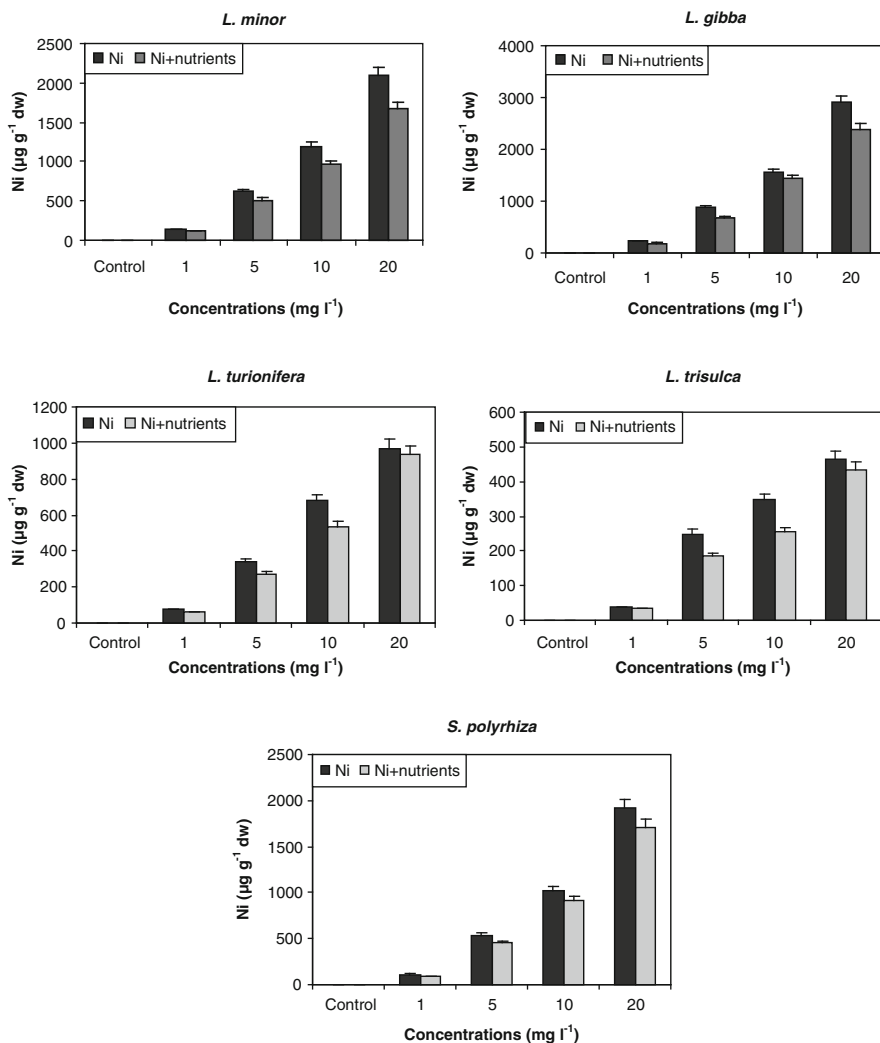 L. minor
Ni Ni+nutrients
Ni (µg g⁻¹ dw)
2500
2000
1500
1000
500
0
Control 1 5 10 20
Concentrations (mg l⁻¹)
L. gibba
Ni Ni+nutrients
Ni (µg g⁻¹ dw)
4000
3000
2000
1000
0
Control 1 5 10 20
Concentrations (mg l⁻¹)
L. turionifera
Ni Ni+nutrients
Ni (µg g⁻¹ dw)
1200
1000
800
600
400
200
0
Control 1 5 10 20
Concentrations (mg l⁻¹)
L. trisulca
Ni Ni+nutrients
Ni (µg g⁻¹ dw)
600
500
400
300
200
100
0
Control 1 5 10 20
Concentrations (mg l⁻¹)
S. polyrhiza
Ni Ni+nutrients
Ni (µg g⁻¹ dw)
2500
2000
1500
1000
500
0
Control 1 5 10 20
Concentrations (mg l⁻¹)